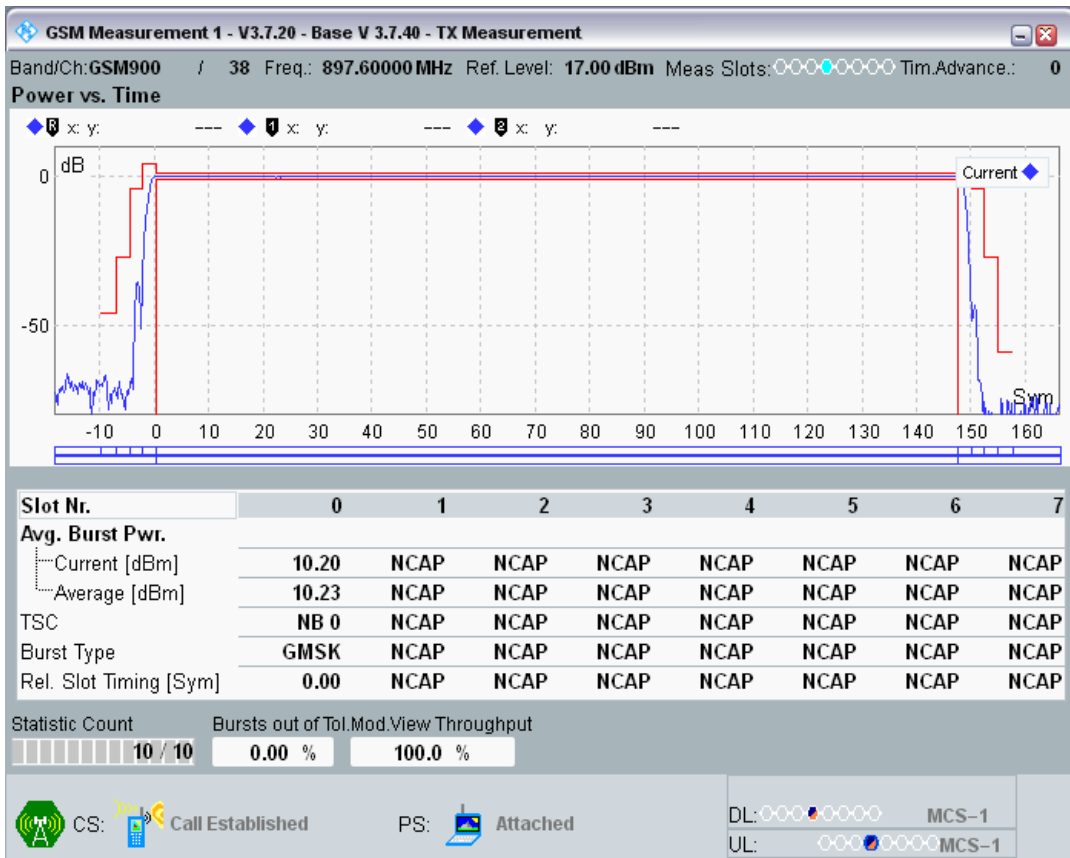 GSM Measurement 1 - V3.7.20 - Base V 3.7.40 - TX Measurement
Band/Ch:GSM900 / 38 Freq.: 897.60000 MHz Ref. Level: 17.00 dBm Meas Slots: Tim.Advance.: 0
Power vs. Time
R x: y: --- 1 x: y: --- 2 x: y: ---
dB
Current
0
-50
Sym
-10 0 10 20 30 40 50 60 70 80 90 100 110 120 130 140 150 160
Slot Nr. 0 1 2 3 4 5 6 7
Avg. Burst Pwr.
Current [dBm] 10.20 NCAP NCAP NCAP NCAP NCAP NCAP NCAP
Average [dBm] 10.23 NCAP NCAP NCAP NCAP NCAP NCAP NCAP
TSC NB 0 NCAP NCAP NCAP NCAP NCAP NCAP NCAP
Burst Type GMSK NCAP NCAP NCAP NCAP NCAP NCAP NCAP
Rel. Slot Timing [Sym] 0.00 NCAP NCAP NCAP NCAP NCAP NCAP NCAP
Statistic Count Bursts out of Tol.Mod.View Throughput
10 / 10 0.00 % 100.0 %
CS: Call Established PS: Attached
DL: MCS-1
UL: MCS-1